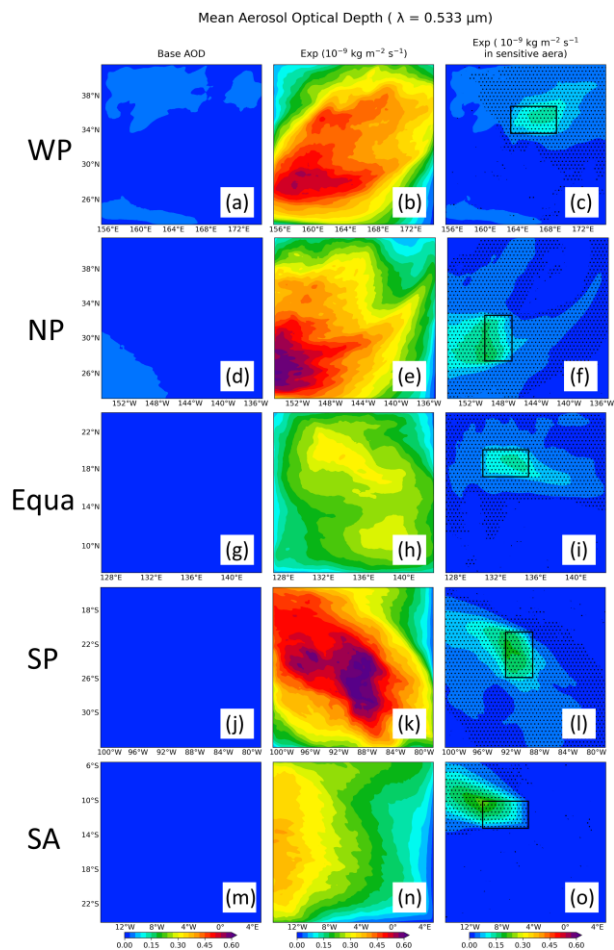 Mean Aerosol Optical Depth ( λ = 0.533 μm)
Base AOD
Exp (10⁻⁹ kg m⁻² s⁻¹)
Exp ( 10⁻⁹ kg m⁻² s⁻¹
in sensitive aera)
WP
38°N
34°N
30°N
26°N
(a)
(b)
(c)
156°E 160°E 164°E 168°E 172°E
156°E 160°E 164°E 168°E 172°E
156°E 160°E 164°E 168°E 172°E
NP
38°N
34°N
30°N
26°N
(d)
(e)
(f)
152°W 148°W 144°W 140°W 136°W
152°W 148°W 144°W 140°W 136°W
152°W 148°W 144°W 140°W 136°W
Equa
22°N
18°N
14°N
10°N
(g)
(h)
(i)
128°E 132°E 136°E 140°E
128°E 132°E 136°E 140°E
128°E 132°E 136°E 140°E
SP
18°S
22°S
26°S
30°S
(j)
(k)
(l)
100°W 96°W 92°W 88°W 84°W 80°W
100°W 96°W 92°W 88°W 84°W 80°W
100°W 96°W 92°W 88°W 84°W 80°W
SA
6°S
10°S
14°S
18°S
22°S
(m)
(n)
(o)
12°W 8°W 4°W 0° 4°E
12°W 8°W 4°W 0° 4°E
12°W 8°W 4°W 0° 4°E
0.00 0.15 0.30 0.45 0.60
0.00 0.15 0.30 0.45 0.60
0.00 0.15 0.30 0.45 0.60